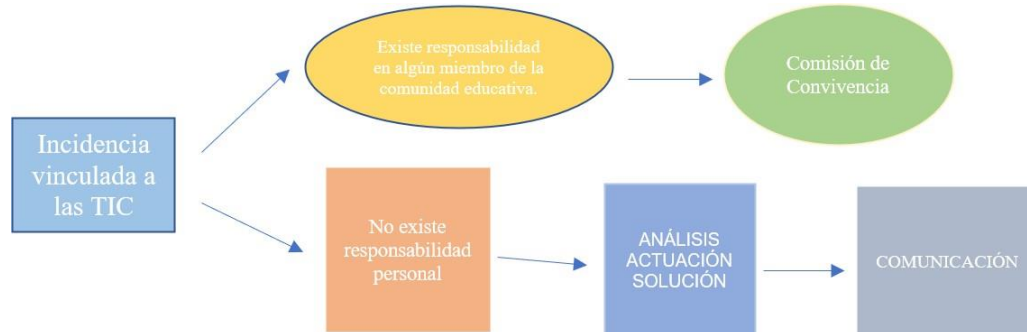 Existe responsabilidad
en algún miembro de la
comunidad educativa.
Comisión de
Convivencia
Incidencia
vinculada a
las TIC
No existe
responsabilidad
personal
ANÁLISIS
ACTUACIÓN
SOLUCIÓN
COMUNICACIÓN